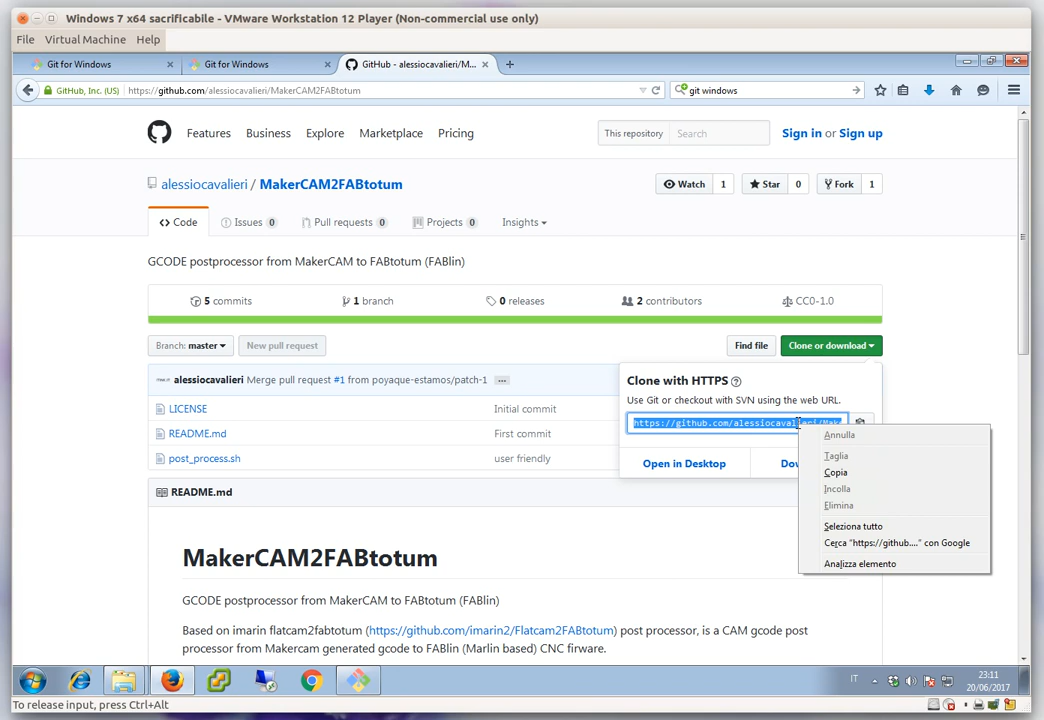 Windows 7 x64 sacrificabile - VMware Workstation 12 Player (Non-commercial use only)
File Virtual Machine Help
Git for Windows × Git for Windows × GitHub - alessiocavalieri/M... × +
GitHub, Inc. (US) https://github.com/alessiocavalieri/MakerCAM2FABtotum git windows
Features Business Explore Marketplace Pricing This repository Search Sign in or Sign up
alessiocavalieri / MakerCAM2FABtotum Watch 1 Star 0 Fork 1
Code Issues 0 Pull requests 0 Projects 0 Insights
GCODE postprocessor from MakerCAM to FABtotum (FABlin)
5 commits 1 branch 0 releases 2 contributors CC0-1.0
Branch: master New pull request Find file Clone or download
alessiocavalieri Merge pull request #1 from poyaque-estamos/patch-1 ...
Clone with HTTPS ?
Use Git or checkout with SVN using the web URL.
LICENSE Initial commit
https://github.com/alessiocavalieri/Make
README.md First commit
Annulla
Taglia
post_process.sh user friendly
Open in Desktop Dow
Copia
Incolla
Elimina
Seleziona tutto
Cerca "https://github...." con Google
Analizza elemento
README.md
MakerCAM2FABtotum
GCODE postprocessor from MakerCAM to FABtotum (FABlin)
Based on imarin flatcam2fabtotum (https://github.com/imarin2/Flatcam2FABtotum) post processor, is a CAM gcode post
processor from Makercam generated gcode to FABlin (Marlin based) CNC firware.
IT 23:11
20/06/2017
To release input, press Ctrl+Alt